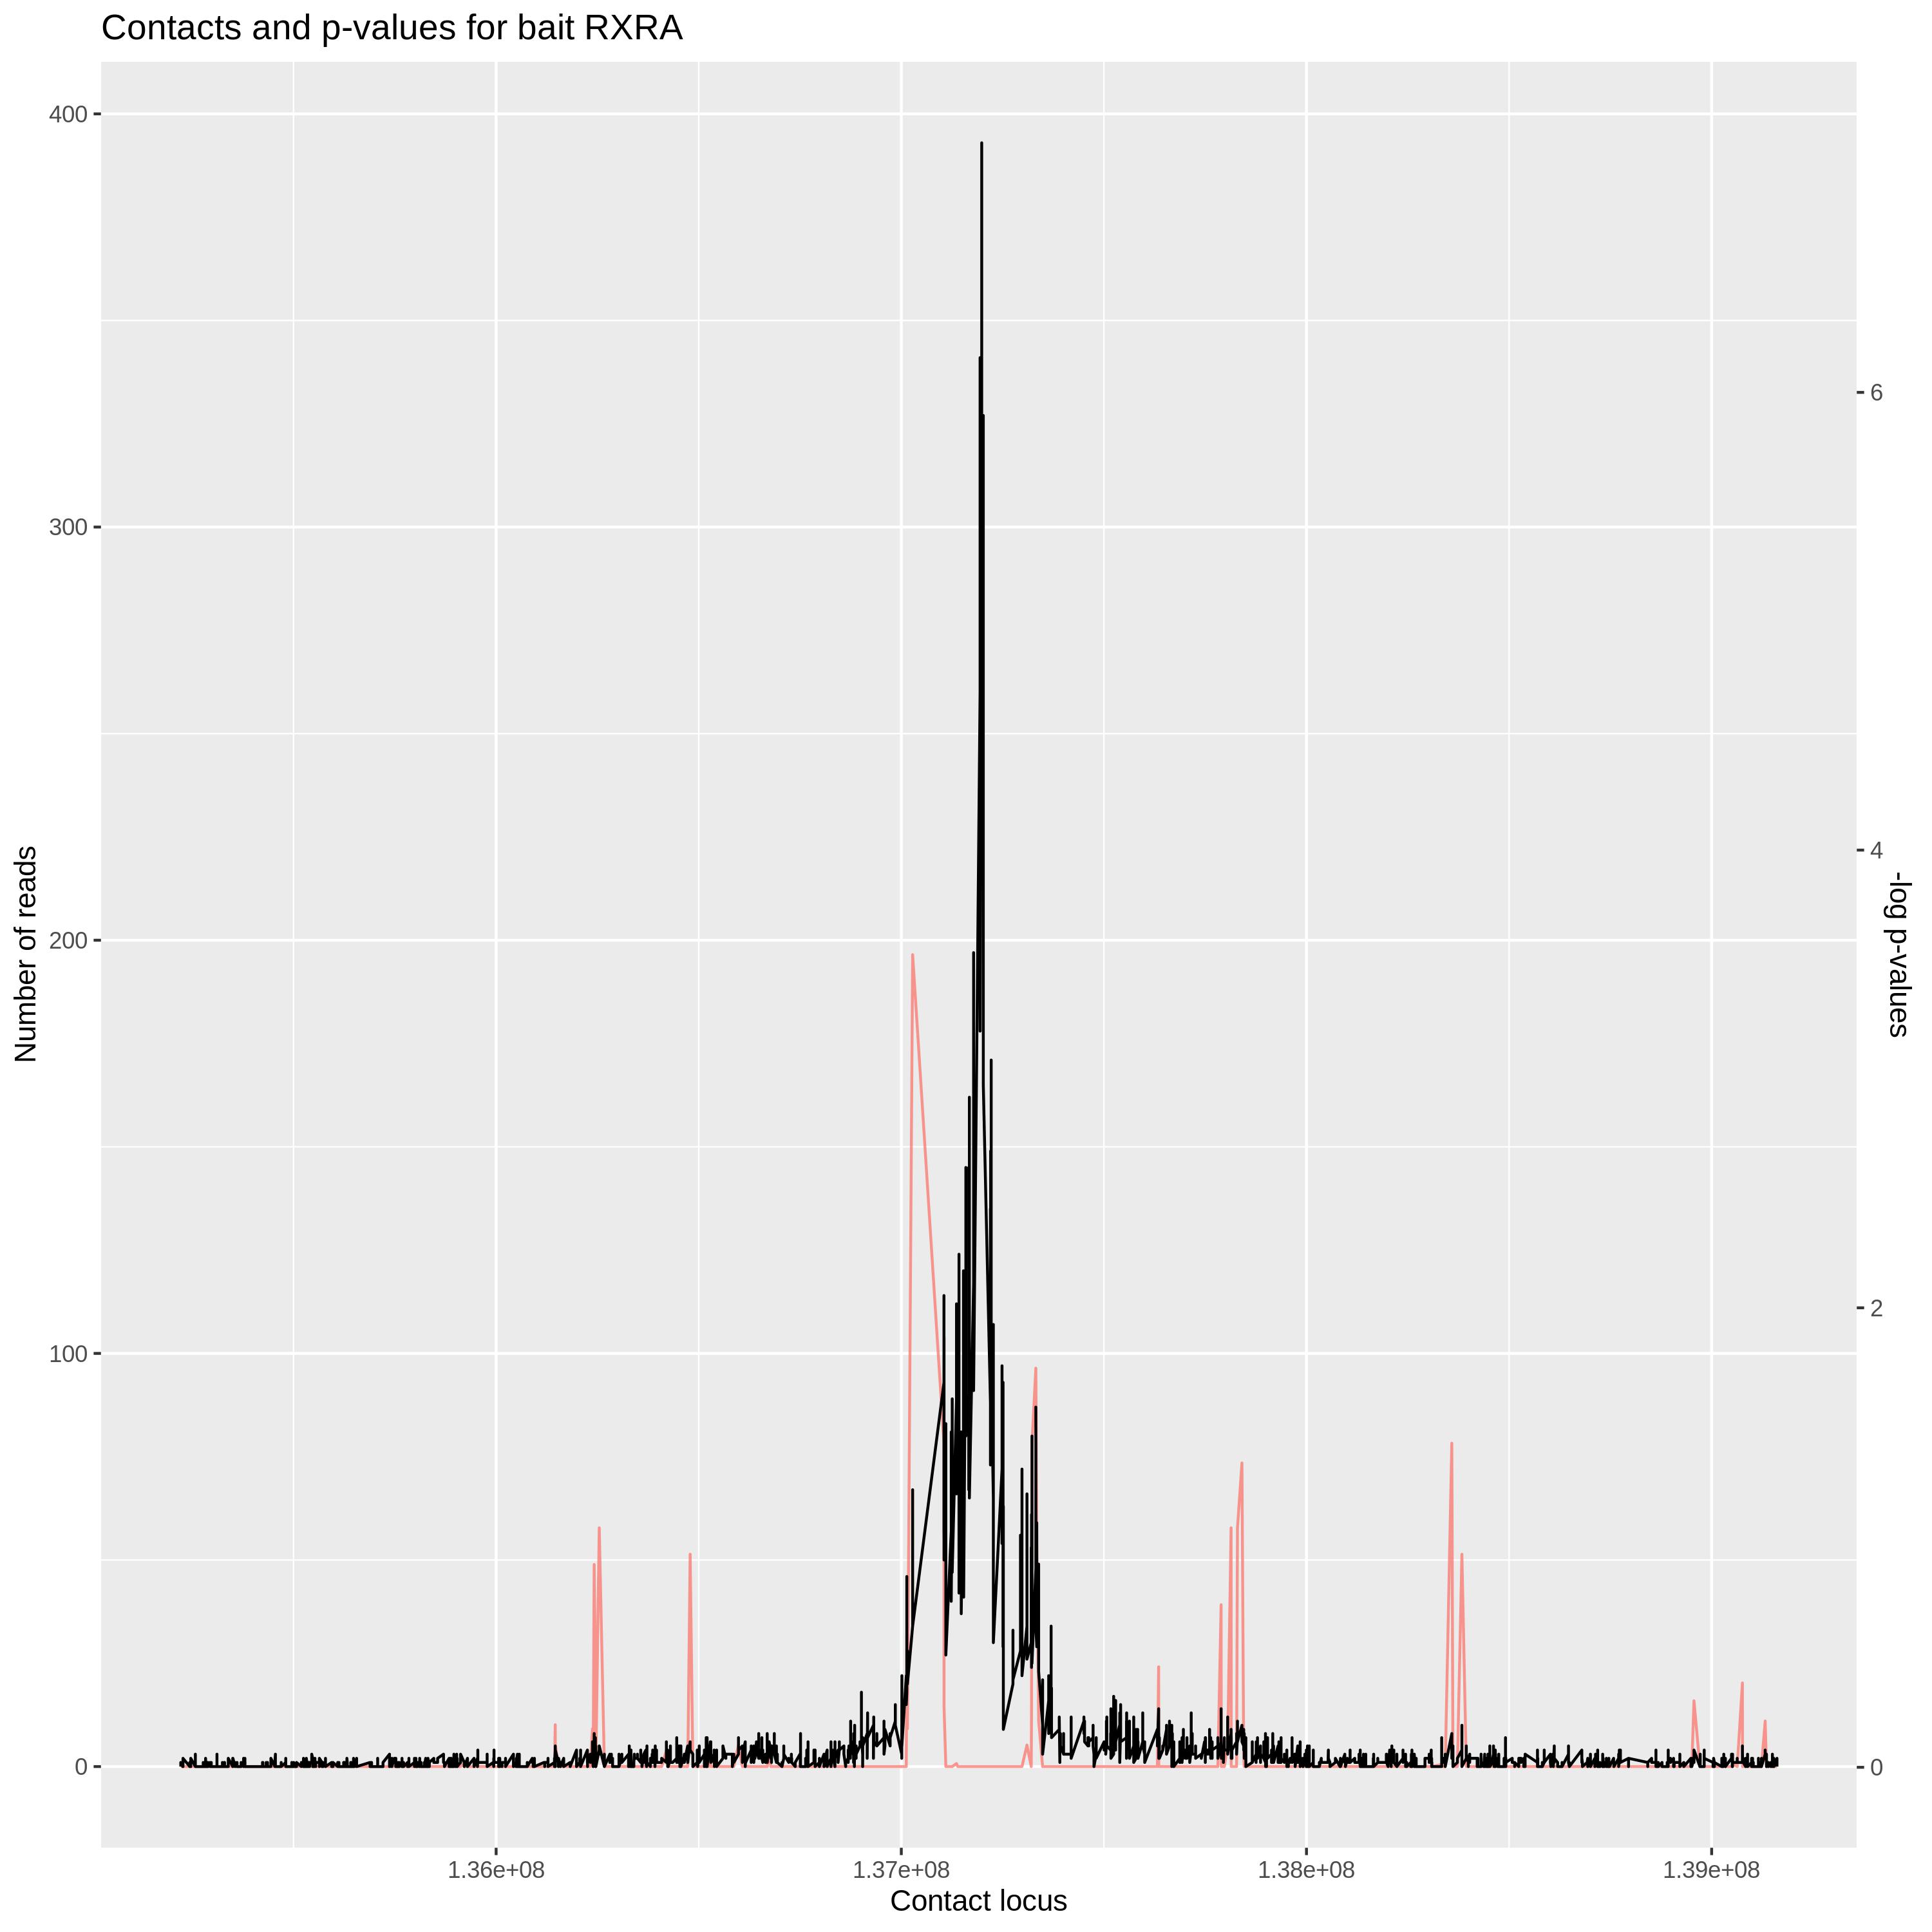 Contacts and p-values for bait RXRA
400
300
200
100
0
Number of reads
6
4
2
0
-log p-values
1.36e+08
1.37e+08
1.38e+08
1.39e+08
Contact locus